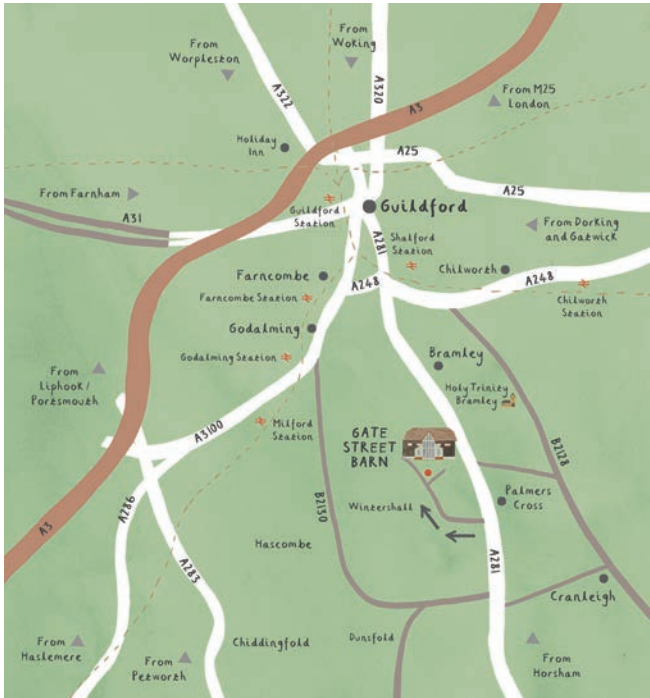 From
Worplesdon
From
Woking
A322
A320
A3
From M25
London
Holiday
Inn
A25
A25
From Farnham
A31
Guildford
Station
Guildford
A281
Shalford
Station
From Dorking
and Gatwick
Farncombe
Chilworth
A248
A248
Farncombe Station
Chilworth
Station
Godalming
Godalming Station
Bramley
From
Liphook/
Portsmouth
Holy Trinity
Bramley
A3100
Milford
Station
GATE
STREET
BARN
B2128
B2130
Palmers
Cross
Wintershall
A286
A3
Hascombe
A281
A283
Cranleigh
From
Haslemere
From
Petworth
Chiddingfold
Dunsfold
From
Horsham